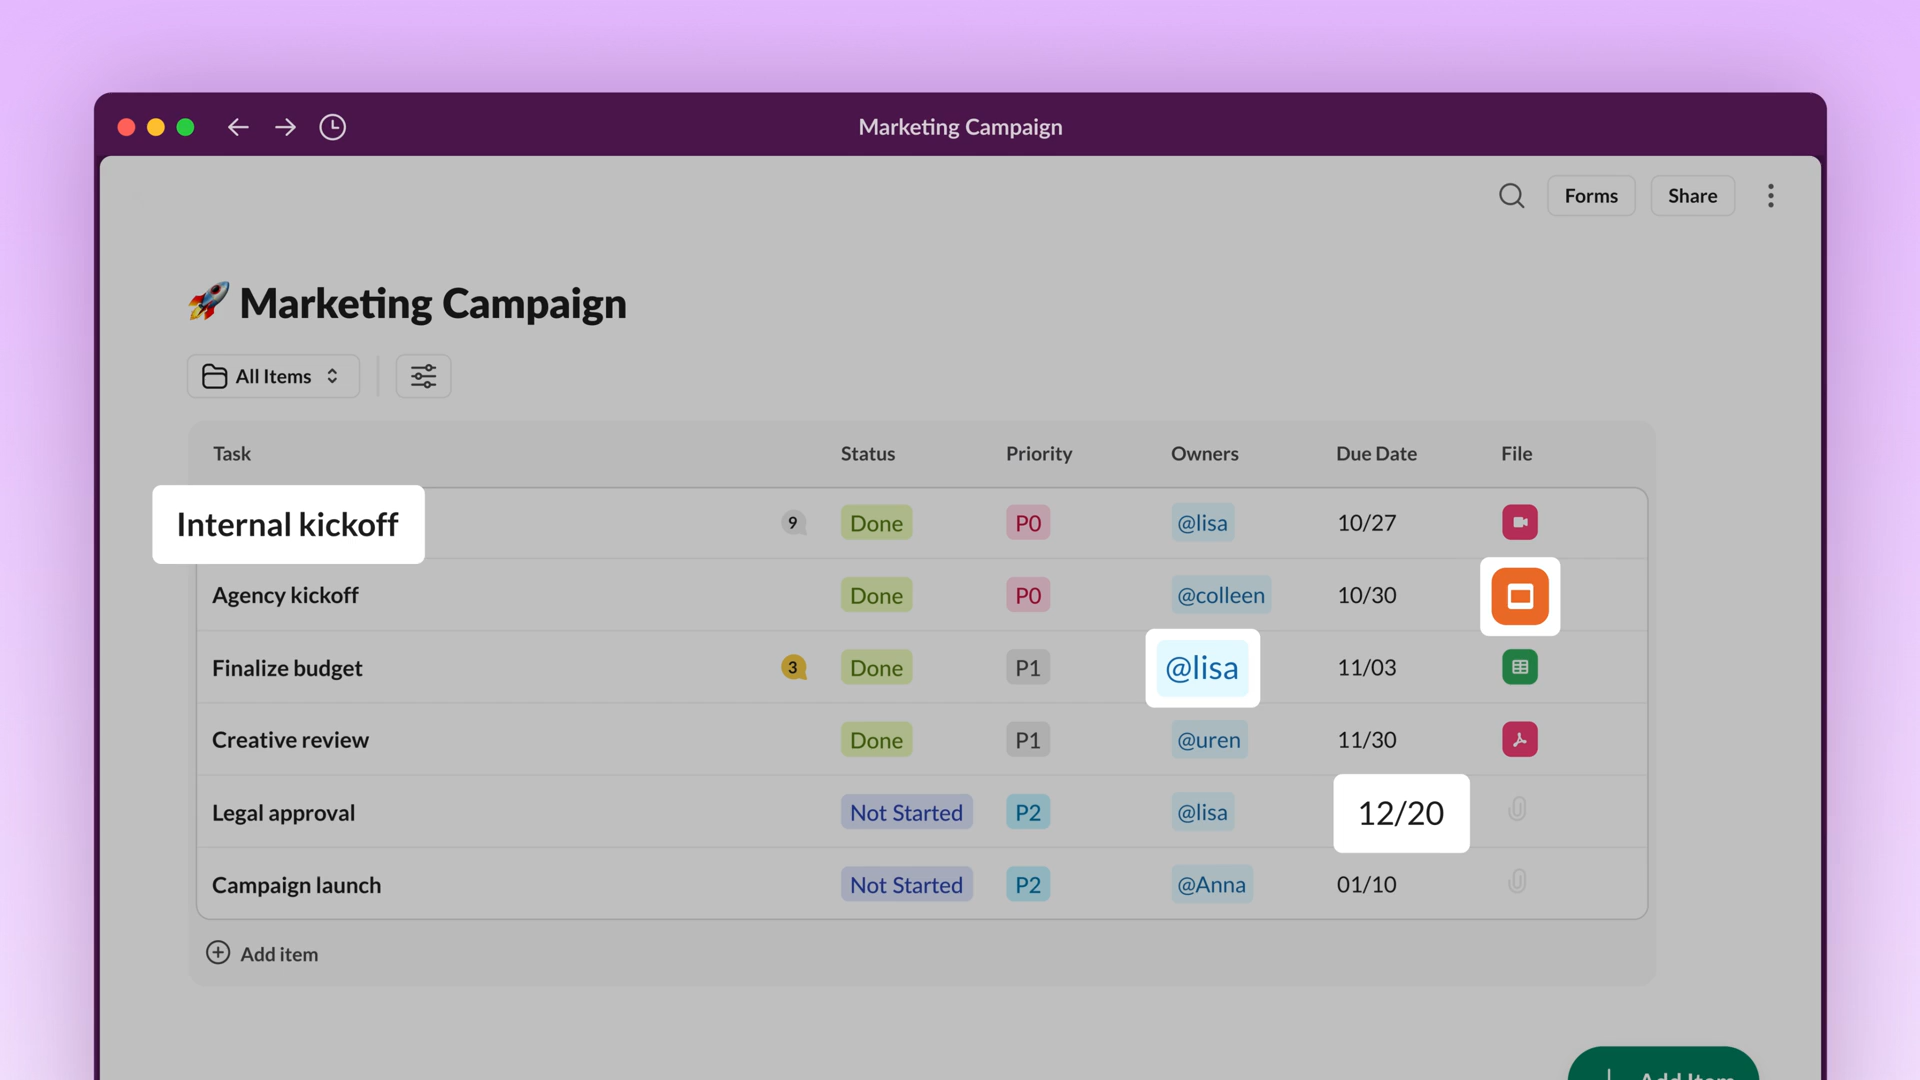 Marketing Campaign
Forms Share
Marketing Campaign
All Items
Task Status Priority Owners Due Date File
Internal kickoff 9 Done P0 @lisa 10/27
Agency kickoff Done P0 @colleen 10/30
Finalize budget 3 Done P1 @lisa 11/03
Creative review Done P1 @uren 11/30
Legal approval Not Started P2 @lisa 12/20
Campaign launch Not Started P2 @Anna 01/10
Add item
Add Item